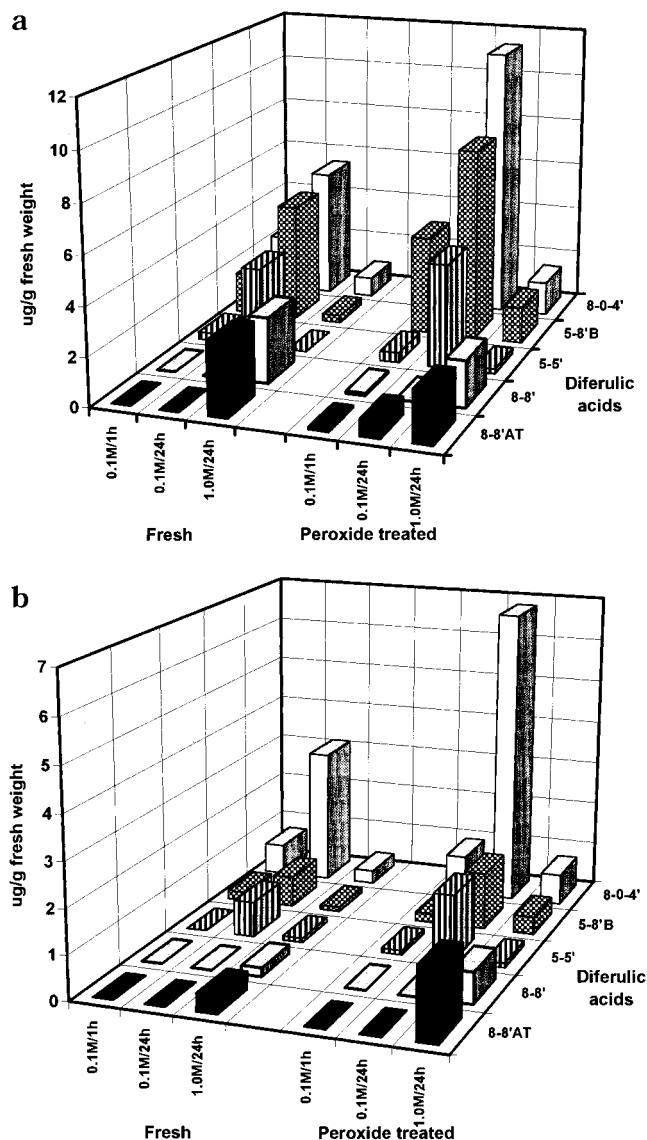 a
12
10
8
6
4
2
0
ug/g fresh weight
8-0-4'
5-8'B
5-5'
8-8'
8-8'AT
Diferulic
acids
0.1M/1h
0.1M/24h
1.0M/24h
0.1M/1h
0.1M/24h
1.0M/24h
Fresh
Peroxide treated
b
7
6
5
4
3
2
1
0
ug/g fresh weight
8-0-4'
5-8'B
5-5'
8-8'
8-8'AT
Diferulic
acids
0.1M/1h
0.1M/24h
1.0M/24h
0.1M/1h
0.1M/24h
1.0M/24h
Fresh
Peroxide treated